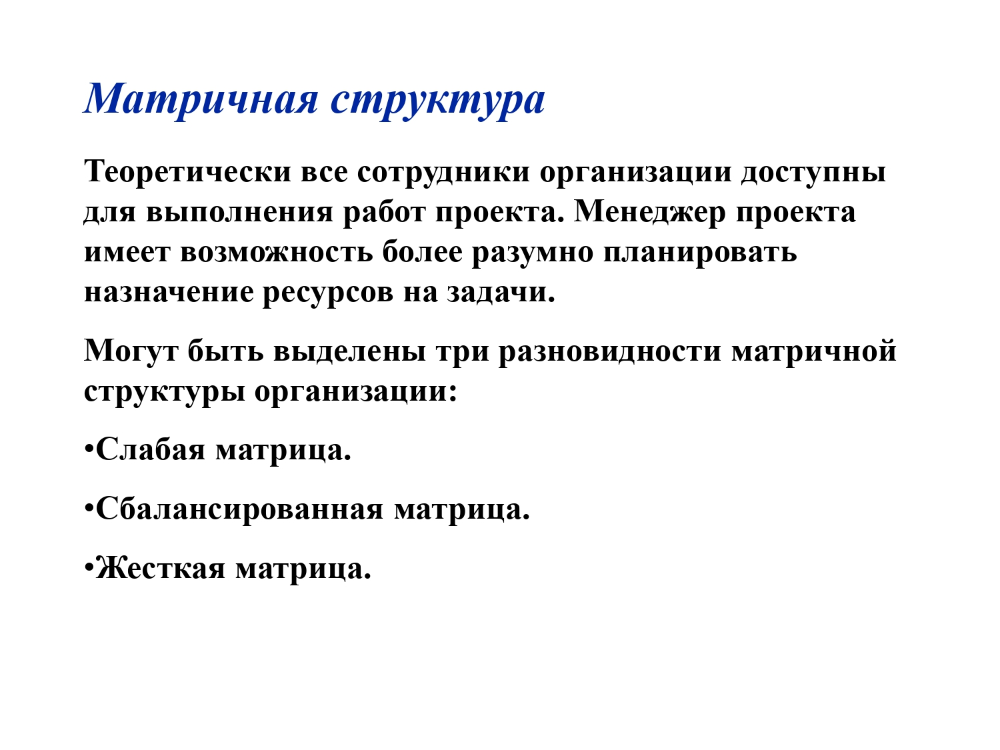 Матричная структура
Теоретически все сотрудники организации доступны
для выполнения работ проекта. Менеджер проекта
имеет возможность более разумно планировать
назначение ресурсов на задачи.
Могут быть выделены три разновидности матричной
структуры организации:
•Слабая матрица.
•Сбалансированная матрица.
•Жесткая матрица.